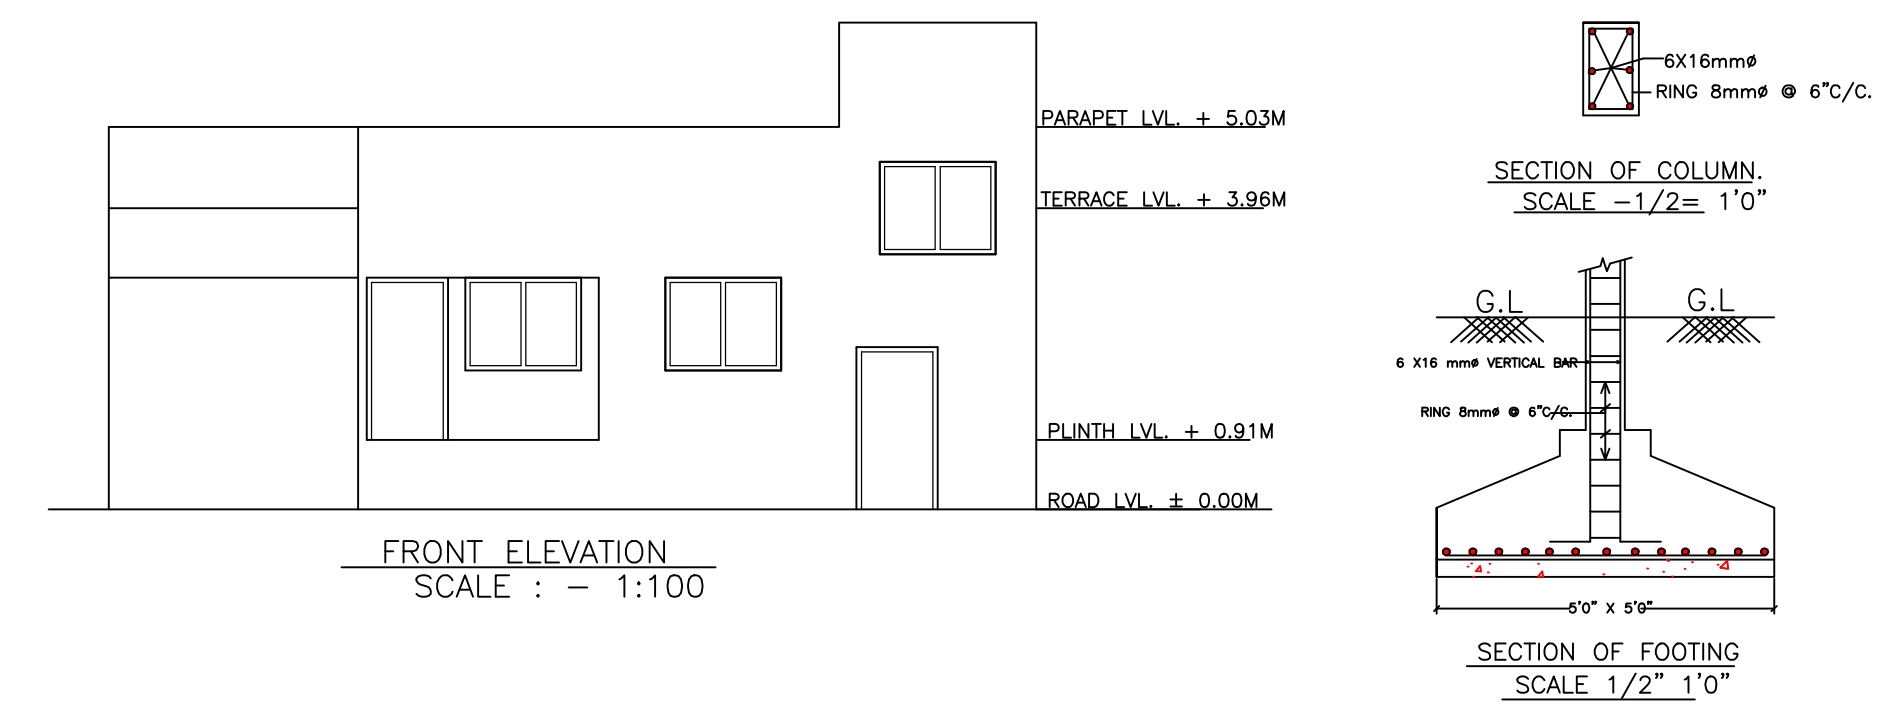 PARAPET LVL. + 5.03M
TERRACE LVL. + 3.96M
PLINTH LVL. + 0.91M
ROAD LVL. ± 0.00M
FRONT ELEVATION
SCALE : - 1:100
6X16mmø
RING 8mmø @ 6"C/C.
SECTION OF COLUMN.
SCALE -1/2= 1'0"
G.L
G.L
6 X16 mmø VERTICAL BAR
RING 8mmø @ 6"C/C.
5'0" X 5'0"
SECTION OF FOOTING
SCALE 1/2" 1'0"